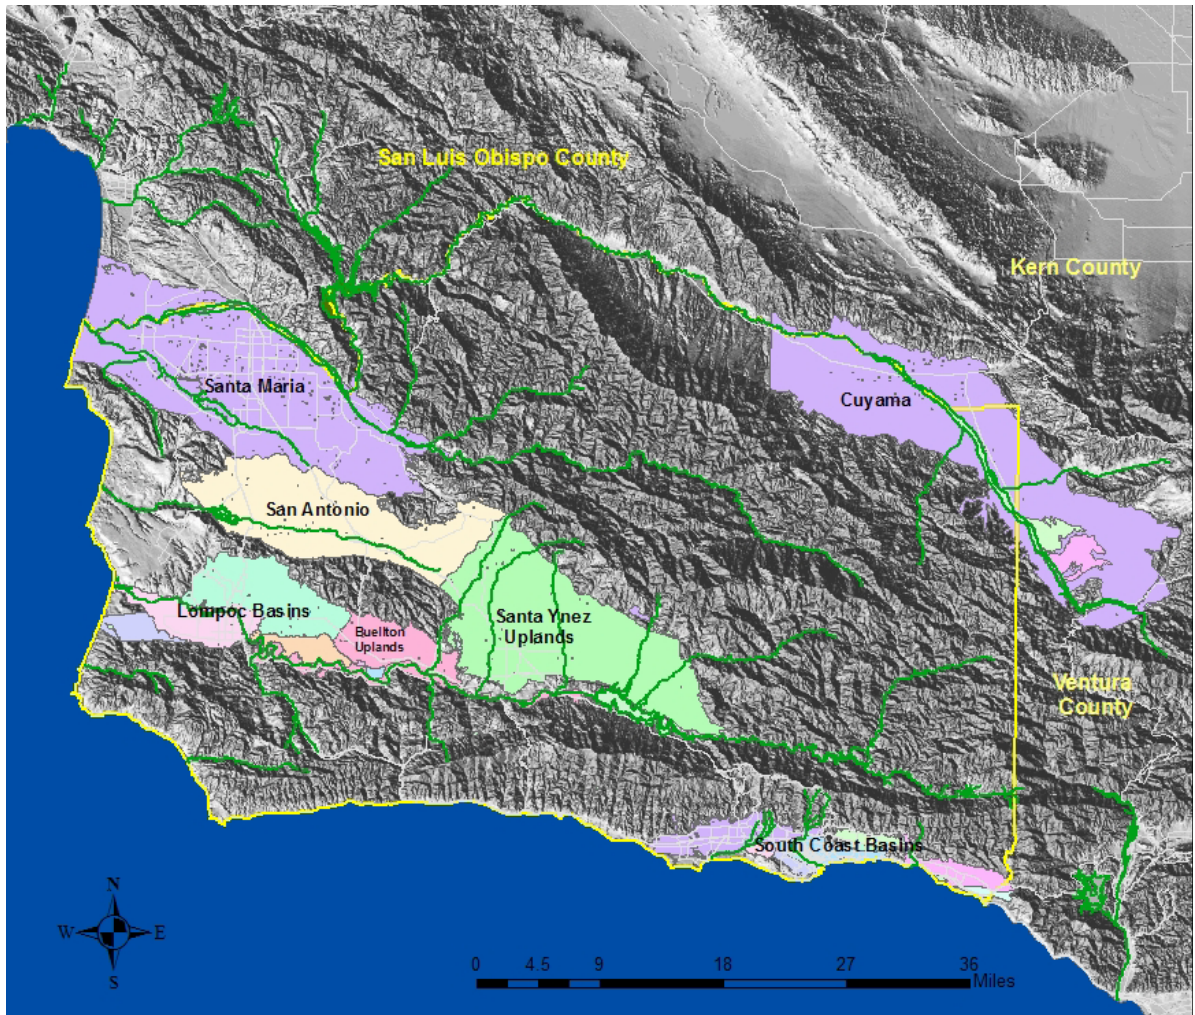 San Luis Obispo County
Kern County
Santa Maria
Cuyama
San Antonio
Lompoc Basins
Buellton
Uplands
Santa Ynez
Uplands
Ventura
County
South Coast Basins
N
W
E
S
0
4.5
9
18
27
36
Miles